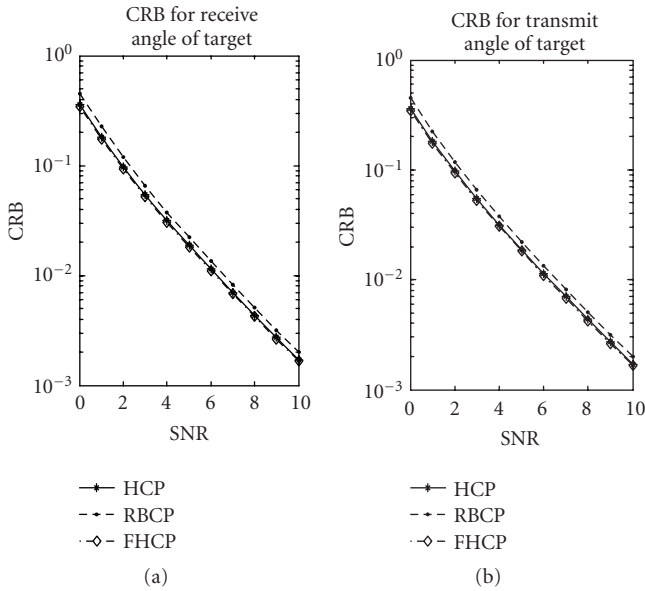 CRB for receive
angle of target
10^0
10^-1
10^-2
10^-3
CRB
0 2 4 6 8 10
SNR
HCP
RBCP
FHCP
(a)
CRB for transmit
angle of target
10^0
10^-1
10^-2
10^-3
CRB
0 2 4 6 8 10
SNR
HCP
RBCP
FHCP
(b)